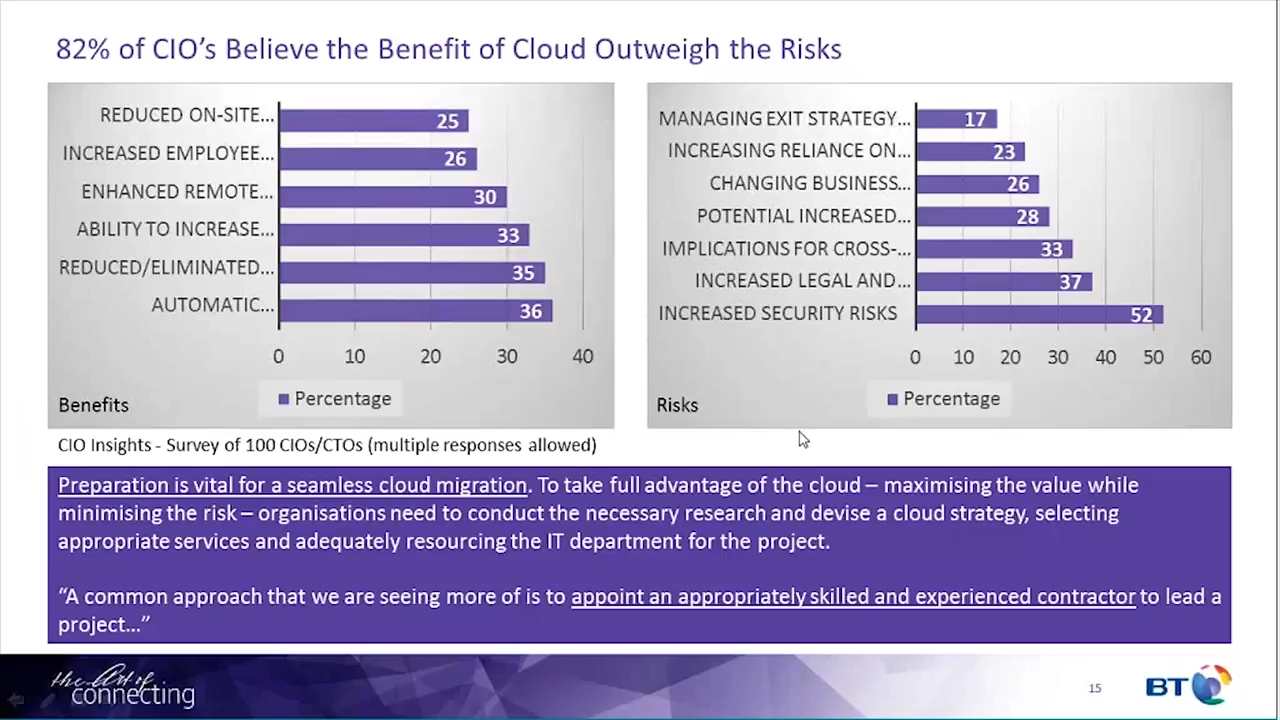 82% of CIO's Believe the Benefit of Cloud Outweigh the Risks
REDUCED ON-SITE...
25
INCREASED EMPLOYEE...
26
ENHANCED REMOTE...
30
ABILITY TO INCREASE...
33
REDUCED/ELIMINATED...
35
AUTOMATIC...
36
0 10 20 30 40
Percentage
Benefits
MANAGING EXIT STRATEGY...
17
INCREASING RELIANCE ON...
23
CHANGING BUSINESS...
26
POTENTIAL INCREASED...
28
IMPLICATIONS FOR CROSS-...
33
INCREASED LEGAL AND...
37
INCREASED SECURITY RISKS
52
0 10 20 30 40 50 60
Percentage
Risks
CIO Insights - Survey of 100 CIOs/CTOs (multiple responses allowed)
Preparation is vital for a seamless cloud migration. To take full advantage of the cloud – maximising the value while
minimising the risk – organisations need to conduct the necessary research and devise a cloud strategy, selecting
appropriate services and adequately resourcing the IT department for the project.
“A common approach that we are seeing more of is to appoint an appropriately skilled and experienced contractor to lead a
project...”
the Art of
connecting
15
BT